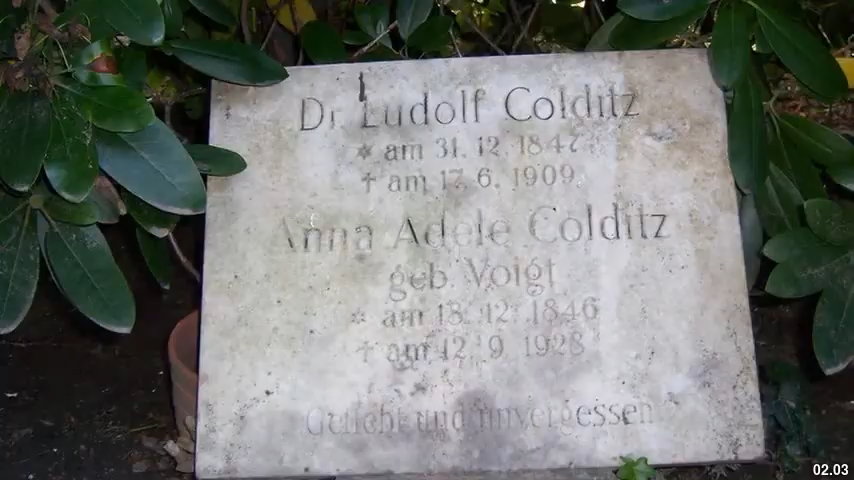 Dr. Ludolf Colditz
* am 31. 12. 1847
† am 17. 6. 1909
Anna Adele Colditz
geb. Voigt
* am 18. 12. 1846
† am 12. 9. 1928
Geliebt und unvergessen
02.03